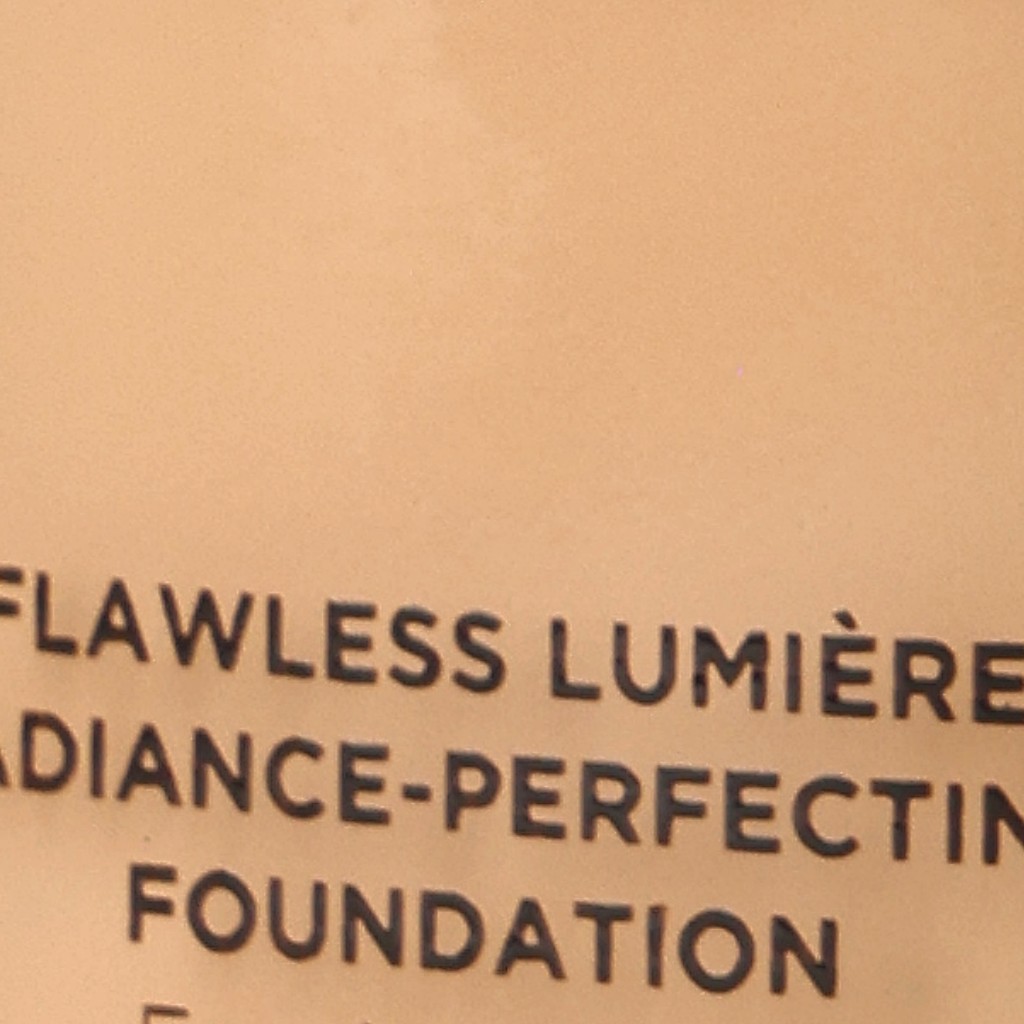 FLAWLESS LUMIÈRE
ADIANCE-PERFECTIN
FOUNDATION